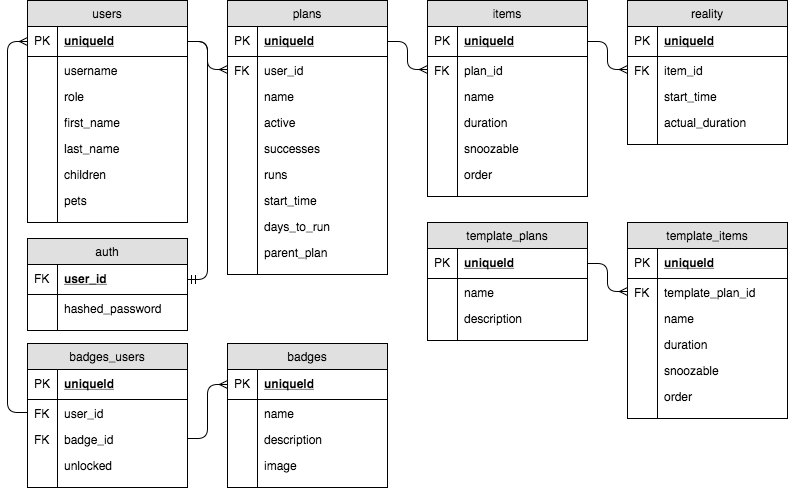 users
PK uniqueId
username
role
first_name
last_name
children
pets
plans
PK uniqueId
FK user_id
name
active
successes
runs
start_time
days_to_run
parent_plan
items
PK uniqueId
FK plan_id
name
duration
snoozable
order
reality
PK uniqueId
FK item_id
start_time
actual_duration
auth
FK user_id
hashed_password
template_plans
PK uniqueId
name
description
template_items
PK uniqueId
FK template_plan_id
name
duration
snoozable
order
badges_users
PK uniqueId
FK user_id
FK badge_id
unlocked
badges
PK uniqueId
name
description
image